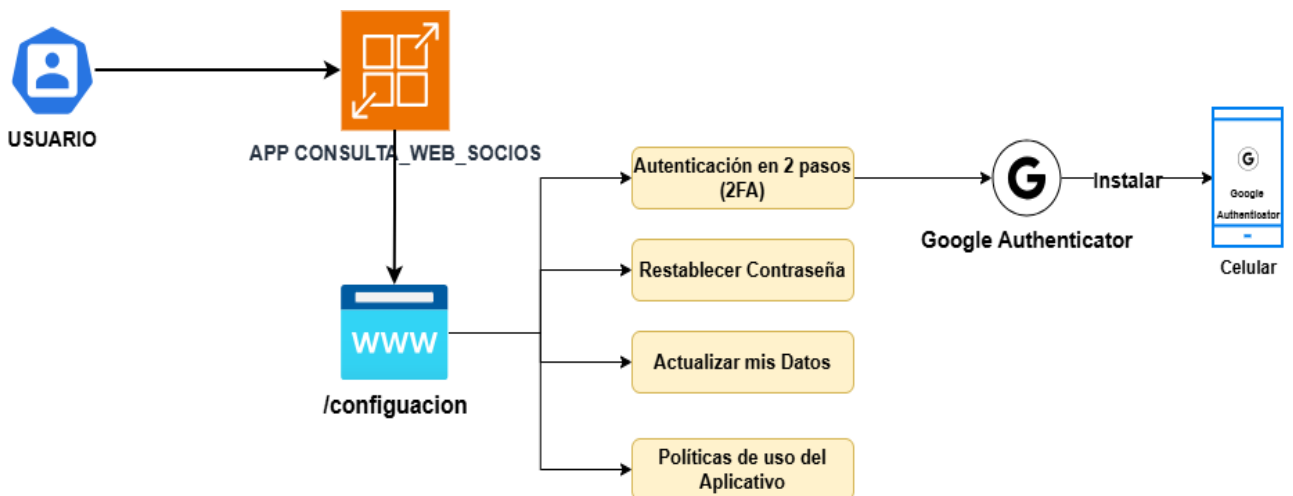 USUARIO
APP CONSULTA_WEB_SOCIOS
WWW
/configuacion
Autenticación en 2 pasos
(2FA)
Restablecer Contraseña
Actualizar mis Datos
Políticas de uso del
Aplicativo
G
Google Authenticator
Instalar
G
Google
Authenticator
Celular